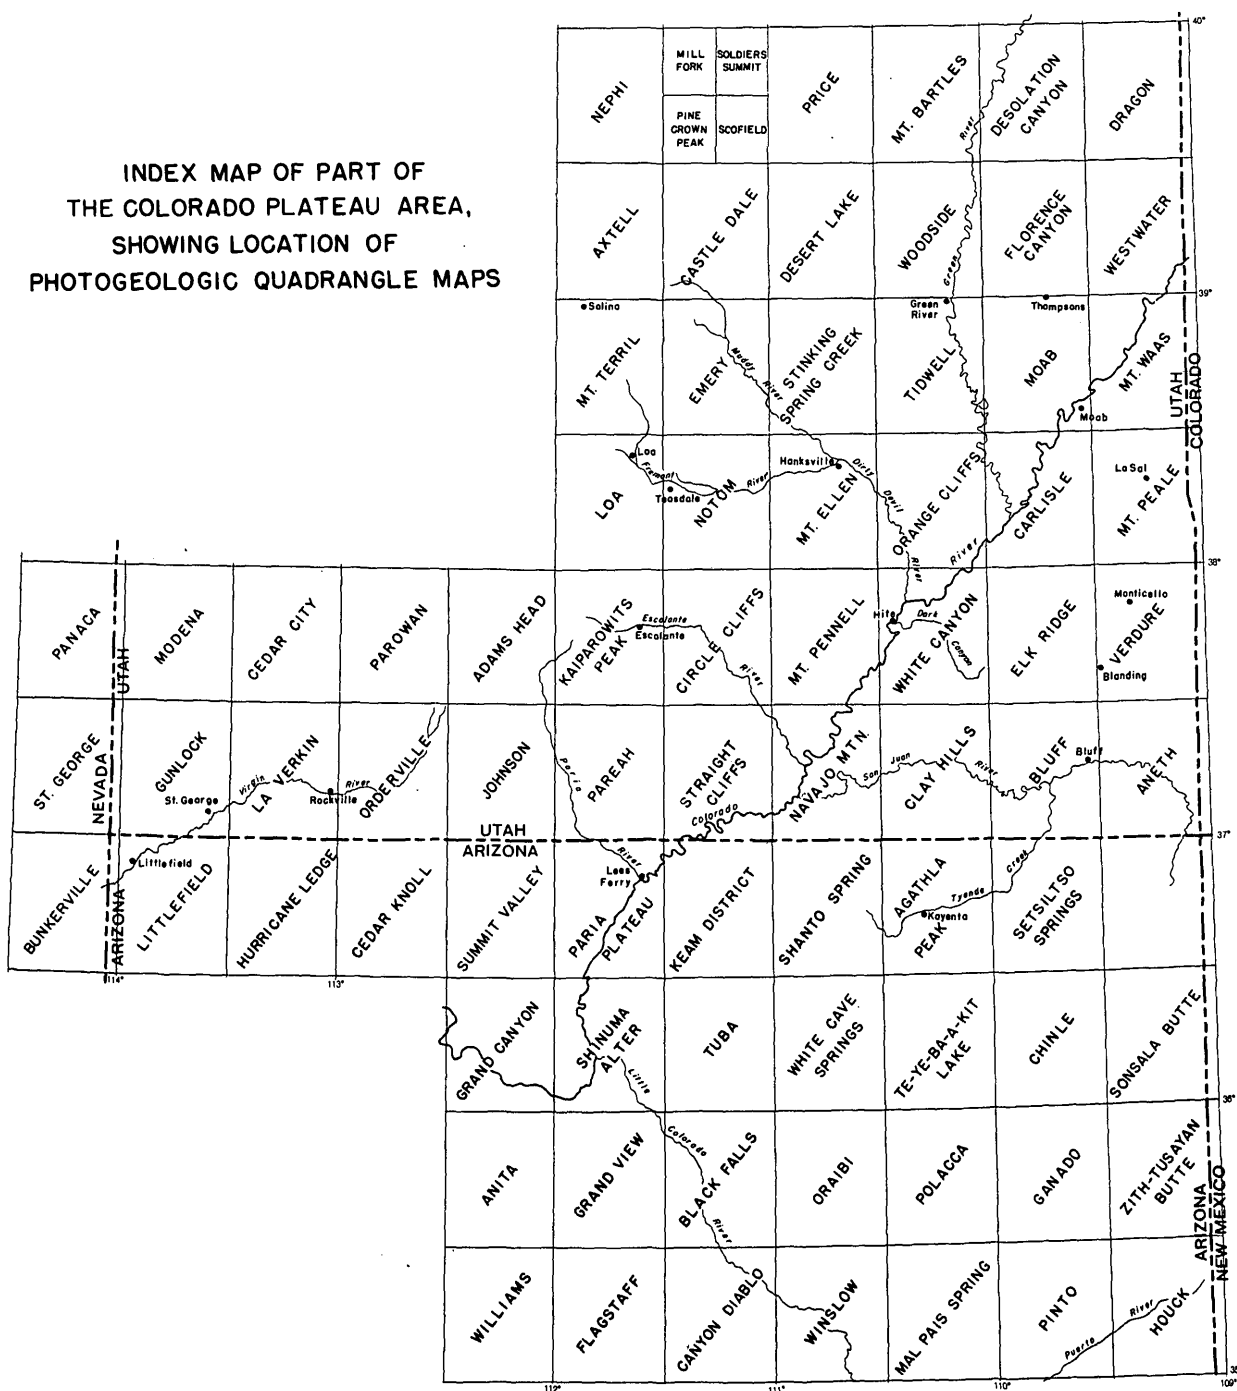 INDEX MAP OF PART OF
THE COLORADO PLATEAU AREA,
SHOWING LOCATION OF
PHOTOGEOLOGIC QUADRANGLE MAPS
40°
NEPHI
MILL
FORK
SOLDIERS
SUMMIT
PINE
CROWN
PEAK
SCOFIELD
PRICE
MT. BARTLES
River
DESOLATION
CANYON
DRAGON
AXTELL
CASTLE DALE
DESERT LAKE
WOODSIDE
Green
FLORENCE
CANYON
WESTWATER
39°
Salina
Green
River
Thompsons
MT. TERRIL
EMERY
Muddy
River
STINKING
SPRING CREEK
TIDWELL
MOAB
Moab
MT. WAAS
UTAH
COLORADO
LOA
Loa
Fremont
River
Teasdale
NOTOM
Hanksville
MT. ELLEN
Dirty
Devil
River
ORANGE CLIFFS
River
CARLISLE
La Sal
MT. PEALE
38°
PANACA
UTAH
MODENA
CEDAR CITY
PAROWAN
ADAMS HEAD
KAIPAROWITS
PEAK
Escalante
Escalante
River
CIRCLE CLIFFS
MT. PENNELL
Hite
Dark
Canyon
WHITE CANYON
ELK RIDGE
Monticello
VERDURE
Blanding
ST. GEORGE
NEVADA
GUNLOCK
St. George
Virgin
River
LA VERKIN
Rockville
ORDERVILLE
JOHNSON
Paria
PAREAH
STRAIGHT
CLIFFS
Colorado
NAVAJO MTN.
San Juan
River
CLAY HILLS
BLUFF
Bluff
ANETH
37°
UTAH
ARIZONA
BUNKERVILLE
ARIZONA
Littlefield
LITTLEFIELD
HURRICANE LEDGE
CEDAR KNOLL
SUMMIT VALLEY
River
Lees
Ferry
PARIA
PLATEAU
KEAM DISTRICT
SHANTO SPRING
AGATHLA
PEAK
Kayenta
Tyende
Creek
SETSILTSO
SPRINGS
114°
113°
GRAND CANYON
SHINUMA
ALTER
Little
Colorado
River
TUBA
WHITE CAVE
SPRINGS
TE-YE-BA-A-KIT
LAKE
CHINLE
SONSALA BUTTE
36°
ANITA
GRAND VIEW
BLACK FALLS
ORAIBI
POLACCA
GANADO
ZITH-TUSAYAN
BUTTE
ARIZONA
NEW MEXICO
WILLIAMS
FLAGSTAFF
CANYON DIABLO
WINSLOW
MAL PAIS SPRING
PINTO
Puerto
River
HOUCK
35°
112°
111°
110°
109°